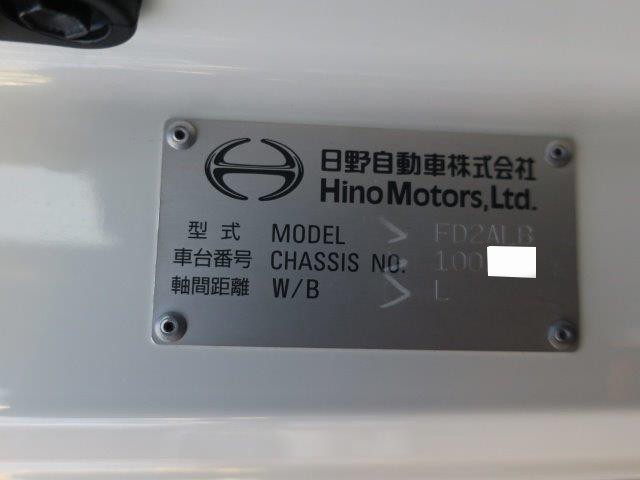 日野自動車株式会社
Hino Motors, Ltd.
型式 MODEL > FD2ALB
車台番号 CHASSIS NO. 100
軸間距離 W/B > L